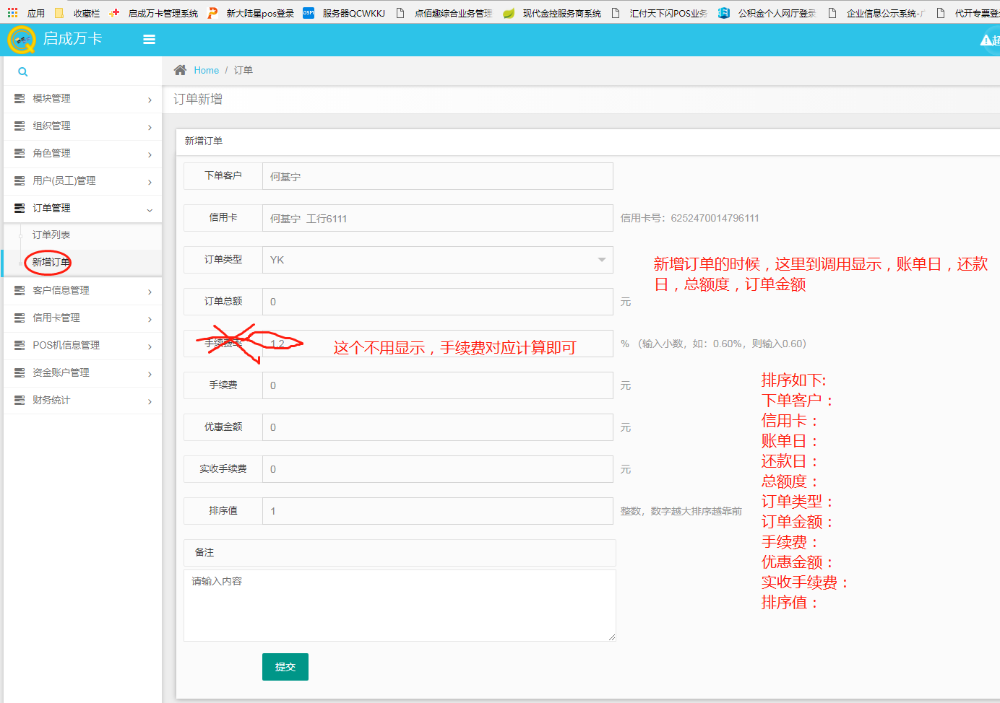 应用 收藏栏 启成万卡管理系统 新大陆星pos登录 DSM 服务器QCWKKJ 点佰趣综合业务管理 现代金控服务商系统 汇付天下闪POS业务 公积金个人网厅登录 企业信息公示系统- 代开专票登
启成万卡
超
Home / 订单
模块管理
订单新增
组织管理
新增订单
角色管理
用户(员工)管理
订单管理
订单列表
新增订单
客户信息管理
信用卡管理
POS机信息管理
资金账户管理
财务统计
下单客户 何基宁
信用卡 何基宁 工行6111 信用卡号：6252470014796111
订单类型 YK
新增订单的时候，这里到调用显示，账单日，还款
日，总额度，订单金额
订单总额 0 元
手续费率 1.2 % （输入小数，如：0.60%，则输入0.60）
这个不用显示，手续费对应计算即可
手续费 0 元
优惠金额 0 元
实收手续费 0 元
排序值 1 整数，数字越大排序越靠前
备注
请输入内容
提交
排序如下:
下单客户：
信用卡：
账单日：
还款日：
总额度：
订单类型：
订单金额：
手续费：
优惠金额：
实收手续费：
排序值：